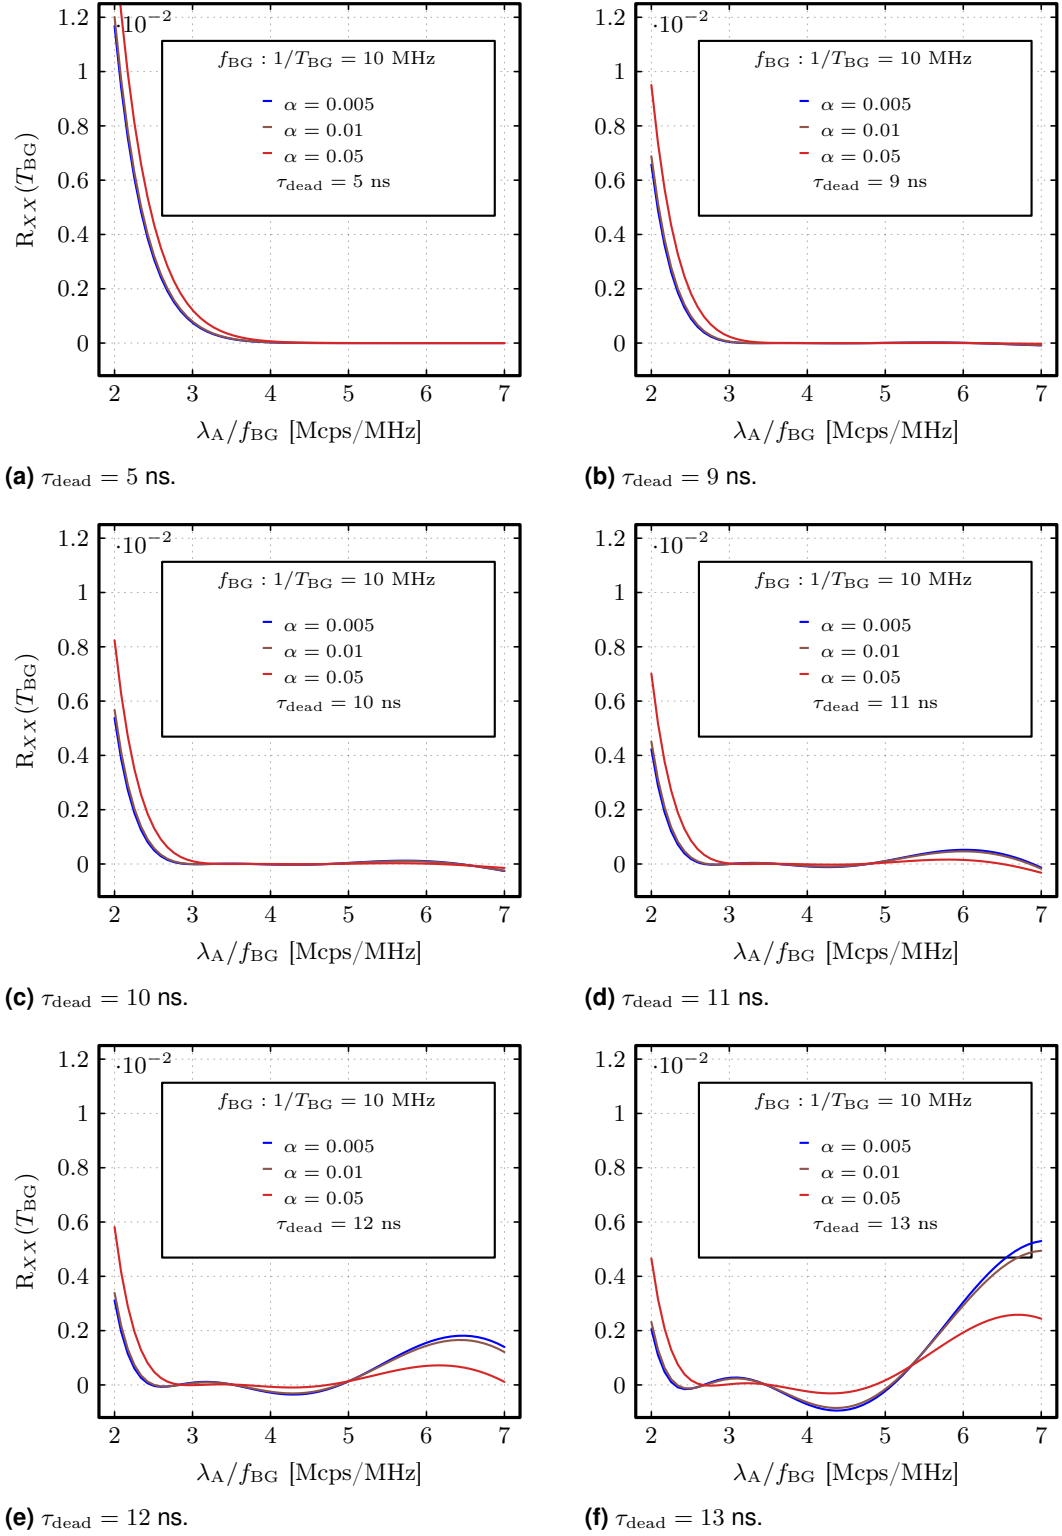 1.2
·10⁻²
f_BG : 1/T_BG = 10 MHz
1
α = 0.005
0.8
α = 0.01
α = 0.05
0.6
τ_dead = 5 ns
R_XX(T_BG)
0.4
0.2
0
2 3 4 5 6 7
λ_A/f_BG [Mcps/MHz]
(a) τ_dead = 5 ns.
1.2
·10⁻²
f_BG : 1/T_BG = 10 MHz
1
α = 0.005
0.8
α = 0.01
α = 0.05
0.6
τ_dead = 9 ns
0.4
0.2
0
2 3 4 5 6 7
λ_A/f_BG [Mcps/MHz]
(b) τ_dead = 9 ns.
1.2
·10⁻²
f_BG : 1/T_BG = 10 MHz
1
α = 0.005
0.8
α = 0.01
α = 0.05
0.6
τ_dead = 10 ns
R_XX(T_BG)
0.4
0.2
0
2 3 4 5 6 7
λ_A/f_BG [Mcps/MHz]
(c) τ_dead = 10 ns.
1.2
·10⁻²
f_BG : 1/T_BG = 10 MHz
1
α = 0.005
0.8
α = 0.01
α = 0.05
0.6
τ_dead = 11 ns
0.4
0.2
0
2 3 4 5 6 7
λ_A/f_BG [Mcps/MHz]
(d) τ_dead = 11 ns.
1.2
·10⁻²
f_BG : 1/T_BG = 10 MHz
1
α = 0.005
0.8
α = 0.01
α = 0.05
0.6
τ_dead = 12 ns
R_XX(T_BG)
0.4
0.2
0
2 3 4 5 6 7
λ_A/f_BG [Mcps/MHz]
(e) τ_dead = 12 ns.
1.2
·10⁻²
f_BG : 1/T_BG = 10 MHz
1
α = 0.005
0.8
α = 0.01
α = 0.05
0.6
τ_dead = 13 ns
0.4
0.2
0
2 3 4 5 6 7
λ_A/f_BG [Mcps/MHz]
(f) τ_dead = 13 ns.